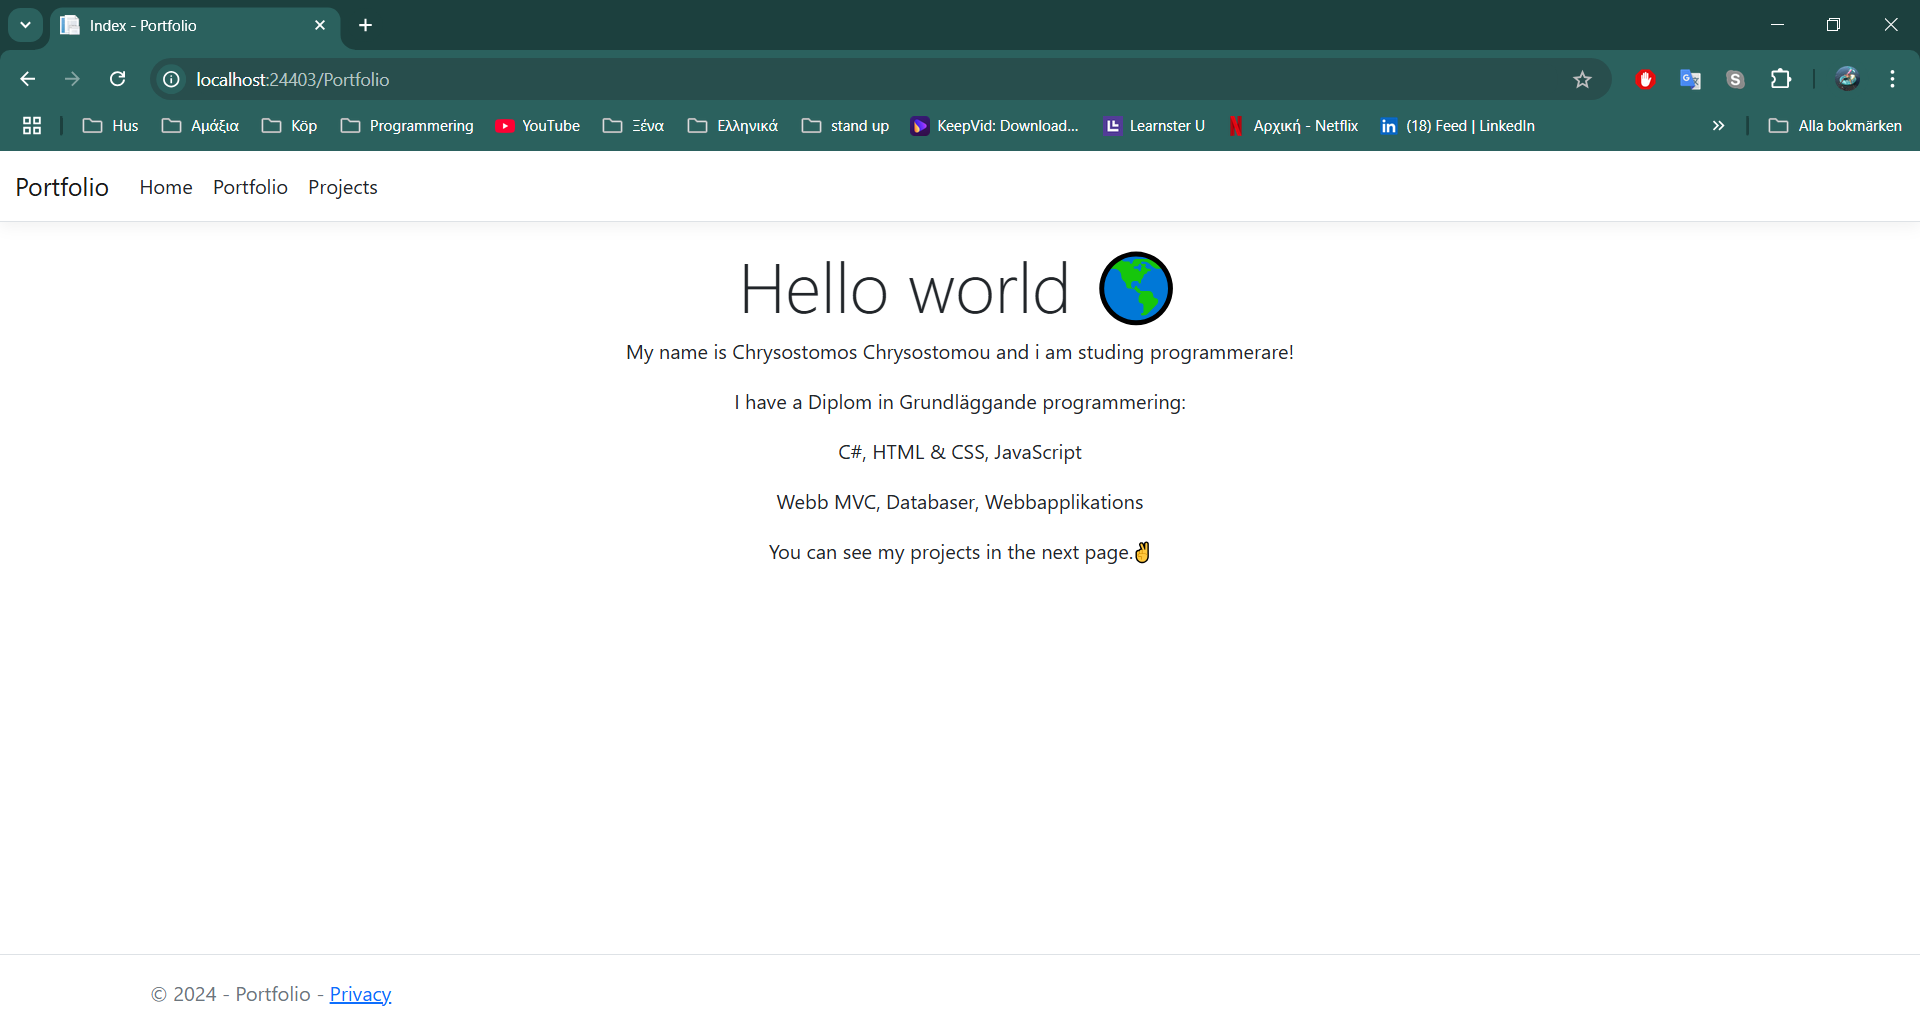 Index - Portfolio
localhost:24403/Portfolio
Hus Αμάξια Köp Programmering YouTube Ξένα Ελληνικά stand up KeepVid: Download... Learnster U Αρχική - Netflix (18) Feed | LinkedIn Alla bokmärken
Portfolio Home Portfolio Projects
Hello world 🌎
My name is Chrysostomos Chrysostomou and i am studing programmerare!
I have a Diplom in Grundläggande programmering:
C#, HTML & CSS, JavaScript
Webb MVC, Databaser, Webbapplikations
You can see my projects in the next page.✌
© 2024 - Portfolio - Privacy